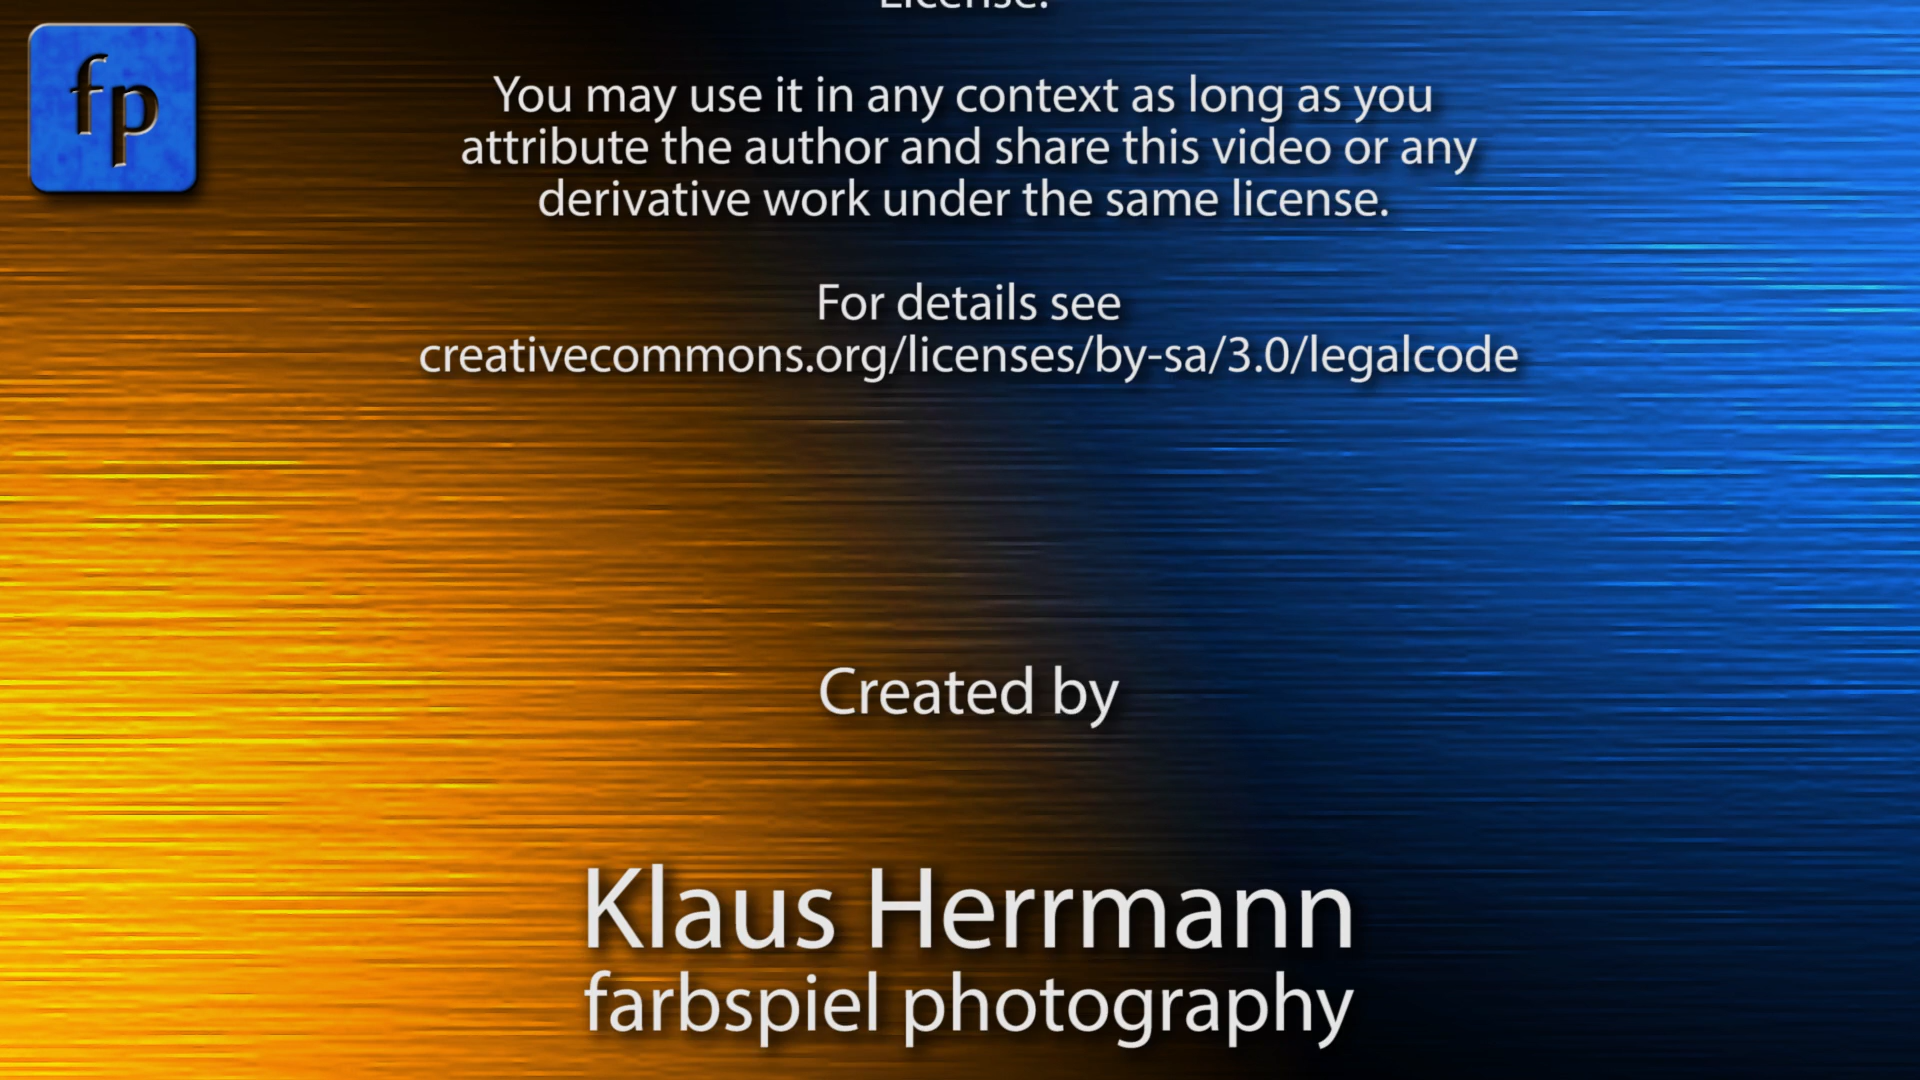 License.
fp
You may use it in any context as long as you
attribute the author and share this video or any
derivative work under the same license.
For details see
creativecommons.org/licenses/by-sa/3.0/legalcode
Created by
Klaus Herrmann
farbspiel photography